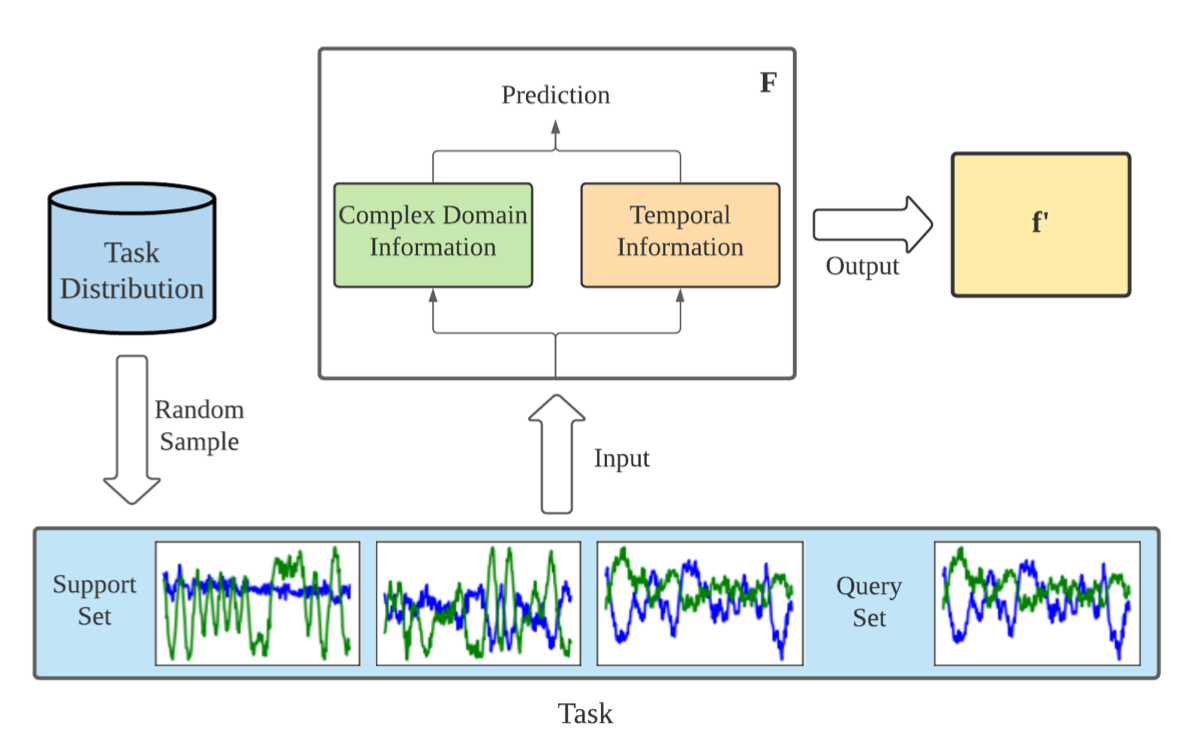 Prediction
F
Complex Domain
Information
Temporal
Information
Task
Distribution
f'
Output
Random
Sample
Input
Support
Set
Query
Set
Task